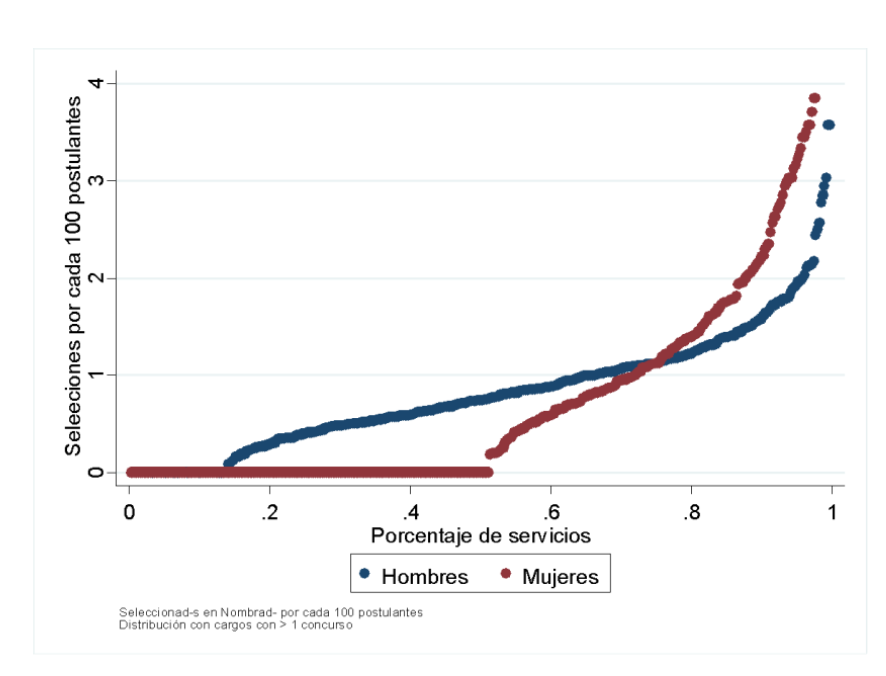 Seleeciones por cada 100 postulantes
4
3
2
1
0
0 .2 .4 .6 .8 1
Porcentaje de servicios
Hombres Mujeres
Seleccionad-s en Nombrad- por cada 100 postulantes
Distribución con cargos con > 1 concurso